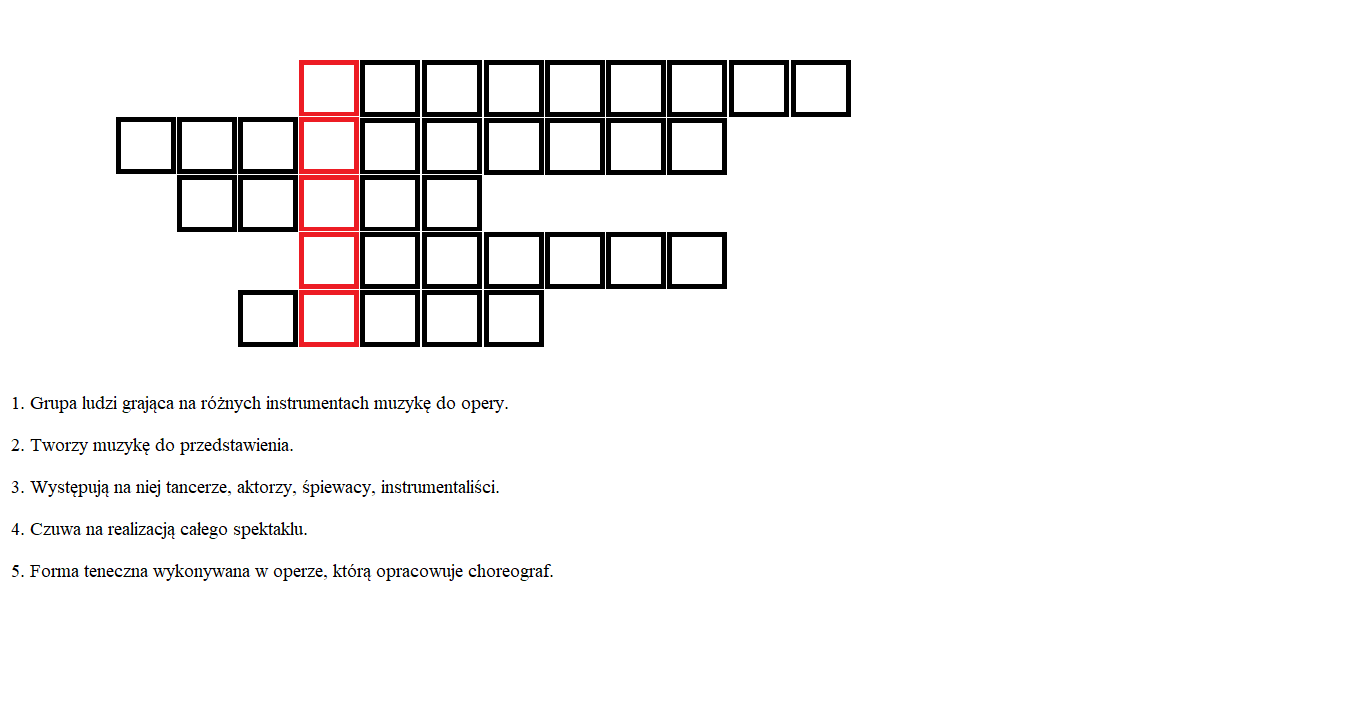 1. Grupa ludzi grająca na różnych instrumentach muzykę do opery.
2. Tworzy muzykę do przedstawienia.
3. Występują na niej tancerze, aktorzy, śpiewacy, instrumentaliści.
4. Czuwa na realizacją całego spektaklu.
5. Forma teneczna wykonywana w operze, którą opracowuje choreograf.